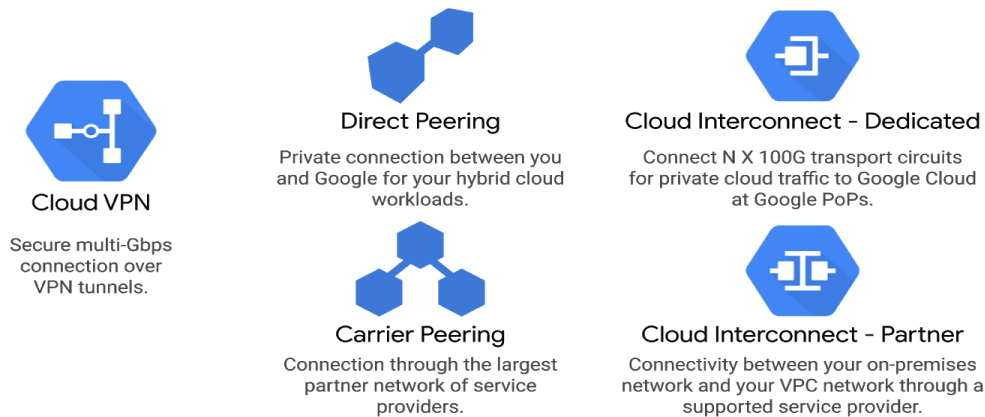 Cloud VPN
Secure multi-Gbps
connection over
VPN tunnels.
Direct Peering
Private connection between you
and Google for your hybrid cloud
workloads.
Carrier Peering
Connection through the largest
partner network of service
providers.
Cloud Interconnect - Dedicated
Connect N X 100G transport circuits
for private cloud traffic to Google Cloud
at Google PoPs.
Cloud Interconnect - Partner
Connectivity between your on-premises
network and your VPC network through a
supported service provider.